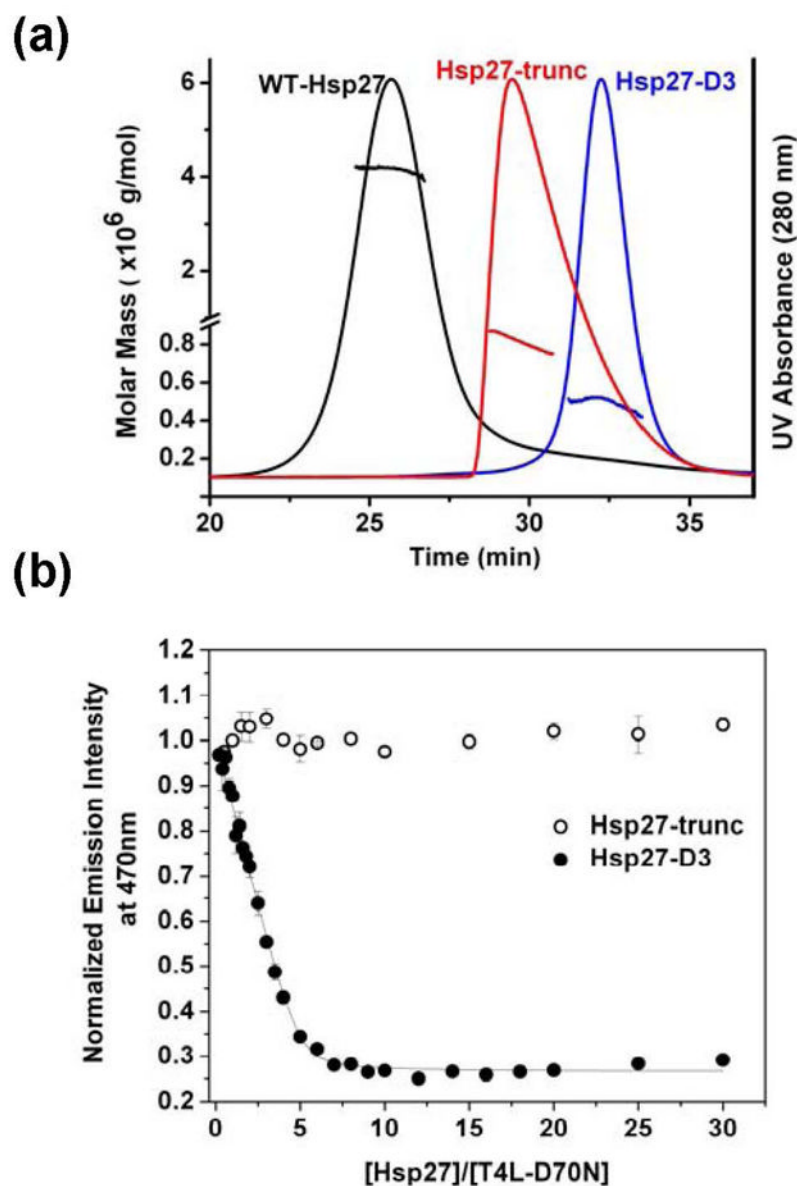 (a)
WT-Hsp27
Hsp27-trunc
Hsp27-D3
6
4
2
0.8
0.6
0.4
0.2
Molar Mass ( x10⁶ g/mol)
UV Absorbance (280 nm)
20
25
30
35
Time (min)
(b)
1.2
1.1
1.0
0.9
0.8
0.7
0.6
0.5
0.4
0.3
0.2
Normalized Emission Intensity
at 470nm
Hsp27-trunc
Hsp27-D3
0
5
10
15
20
25
30
[Hsp27]/[T4L-D70N]